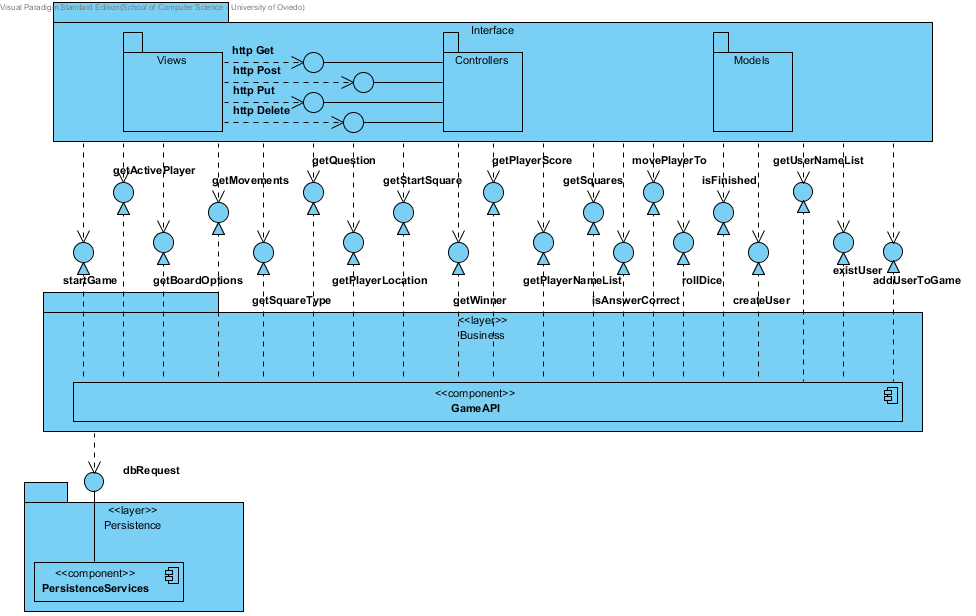 Visual Paradigm Standard Edition(School of Computer Science - University of Oviedo)
Interface
Views
http Get
http Post
http Put
http Delete
Controllers
Models
getActivePlayer
getMovements
getQuestion
getStartSquare
getPlayerScore
getSquares
movePlayerTo
isFinished
getUserNameList
startGame
getBoardOptions
getSquareType
getPlayerLocation
getWinner
getPlayerNameList
isAnswerCorrect
rollDice
createUser
existUser
addUserToGame
<<layer>>
Business
<<component>>
GameAPI
dbRequest
<<layer>>
Persistence
<<component>>
PersistenceServices